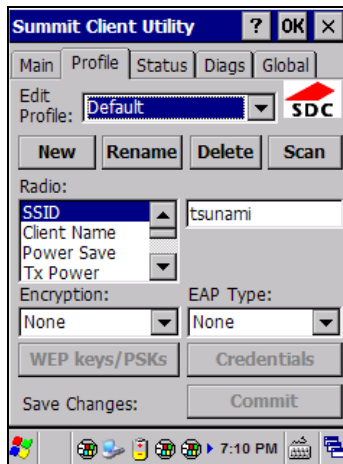 Summit Client Utility ? OK ×
Main Profile Status Diags Global
Edit
Profile: Default
SDC
New Rename Delete Scan
Radio:
SSID tsunami
Client Name
Power Save
Tx Power
Encryption: EAP Type:
None None
WEP keys/PSKs Credentials
Save Changes: Commit
7:10 PM